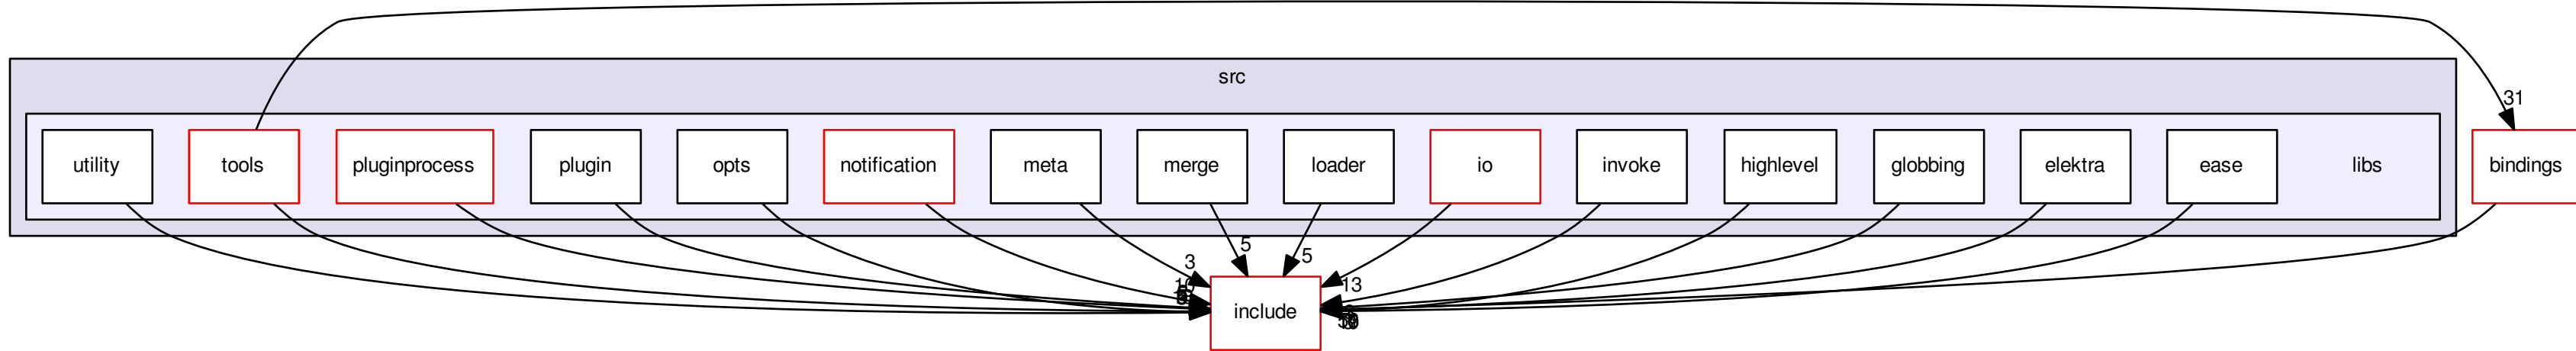 31
src
utility
tools
pluginprocess
plugin
opts
notification
meta
merge
loader
io
invoke
highlevel
globbing
elektra
ease
libs
bindings
3
5
5
10
13
include